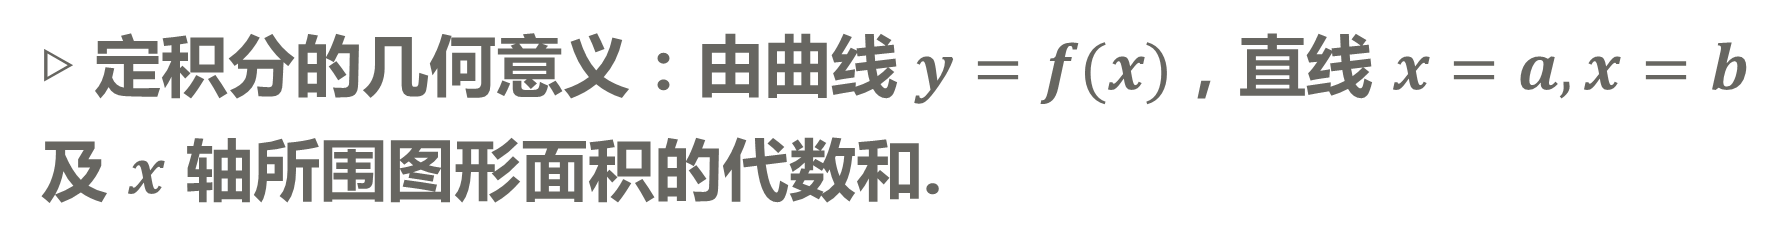 ▷ 定积分的几何意义：由曲线 y = f(x)，直线 x = a, x = b
及 x 轴所围图形面积的代数和.